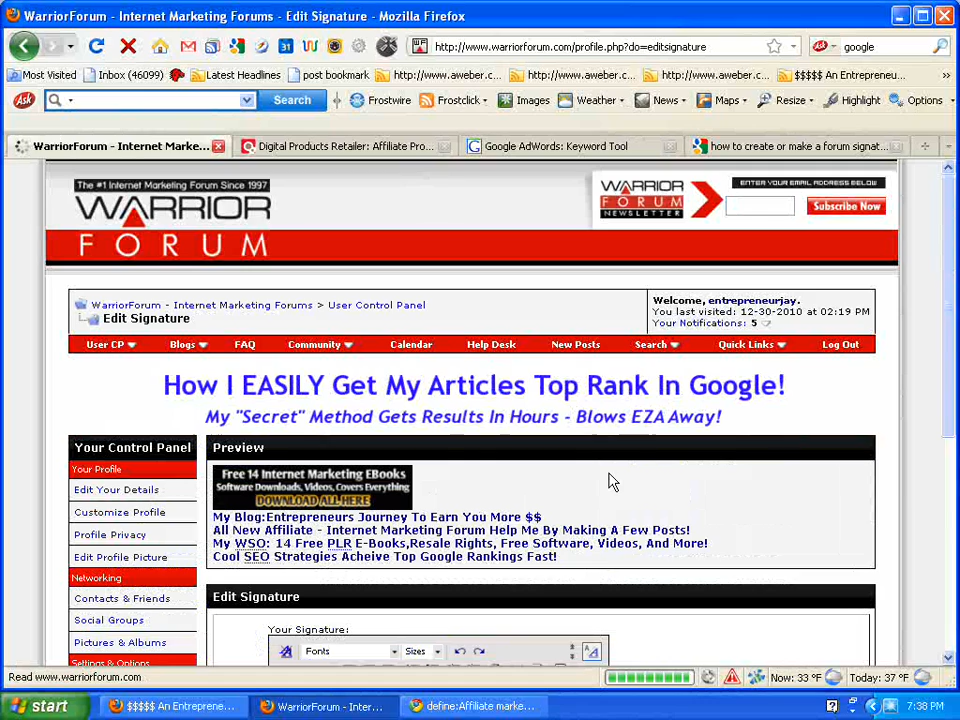 WarriorForum - Internet Marketing Forums - Edit Signature - Mozilla Firefox
http://www.warriorforum.com/profile.php?do=editsignature
google
Most Visited
Inbox (46099)
Latest Headlines
post bookmark
http://www.aweber.c...
http://www.aweber.c...
http://www.aweber.c...
$$$$$ An Entrepreneu...
Ask
Search
Frostwire
Frostclick
Images
Weather
News
Maps
Resize
Highlight
Options
WarriorForum - Internet Marke...
Digital Products Retailer: Affiliate Pro...
Google AdWords: Keyword Tool
how to create or make a forum signat...
The #1 Internet Marketing Forum Since 1997
WARRIOR
FORUM
WARRIOR
FORUM
NEWSLETTER
ENTER YOUR EMAIL ADDRESS BELOW
Subscribe Now
WarriorForum - Internet Marketing Forums > User Control Panel
Edit Signature
Welcome, entrepreneurjay.
You last visited: 12-30-2010 at 02:19 PM
Your Notifications: 5
User CP
Blogs
FAQ
Community
Calendar
Help Desk
New Posts
Search
Quick Links
Log Out
How I EASILY Get My Articles Top Rank In Google!
My "Secret" Method Gets Results In Hours - Blows EZA Away!
Your Control Panel
Your Profile
Edit Your Details
Customize Profile
Profile Privacy
Edit Profile Picture
Networking
Contacts & Friends
Social Groups
Pictures & Albums
Settings & Options
Preview
Free 14 Internet Marketing EBooks
Software Downloads, Videos, Covers Everything
DOWNLOAD ALL HERE
My Blog:Entrepreneurs Journey To Earn You More $$
All New Affiliate - Internet Marketing Forum Help Me By Making A Few Posts!
My WSO: 14 Free PLR E-Books,Resale Rights, Free Software, Videos, And More!
Cool SEO Strategies Acheive Top Google Rankings Fast!
Edit Signature
Your Signature:
Fonts
Sizes
Read www.warriorforum.com
Now: 33 °F
Today: 37 °F
start
$$$$$ An Entreprene...
WarriorForum - Inter...
define:Affiliate marke...
7:38 PM